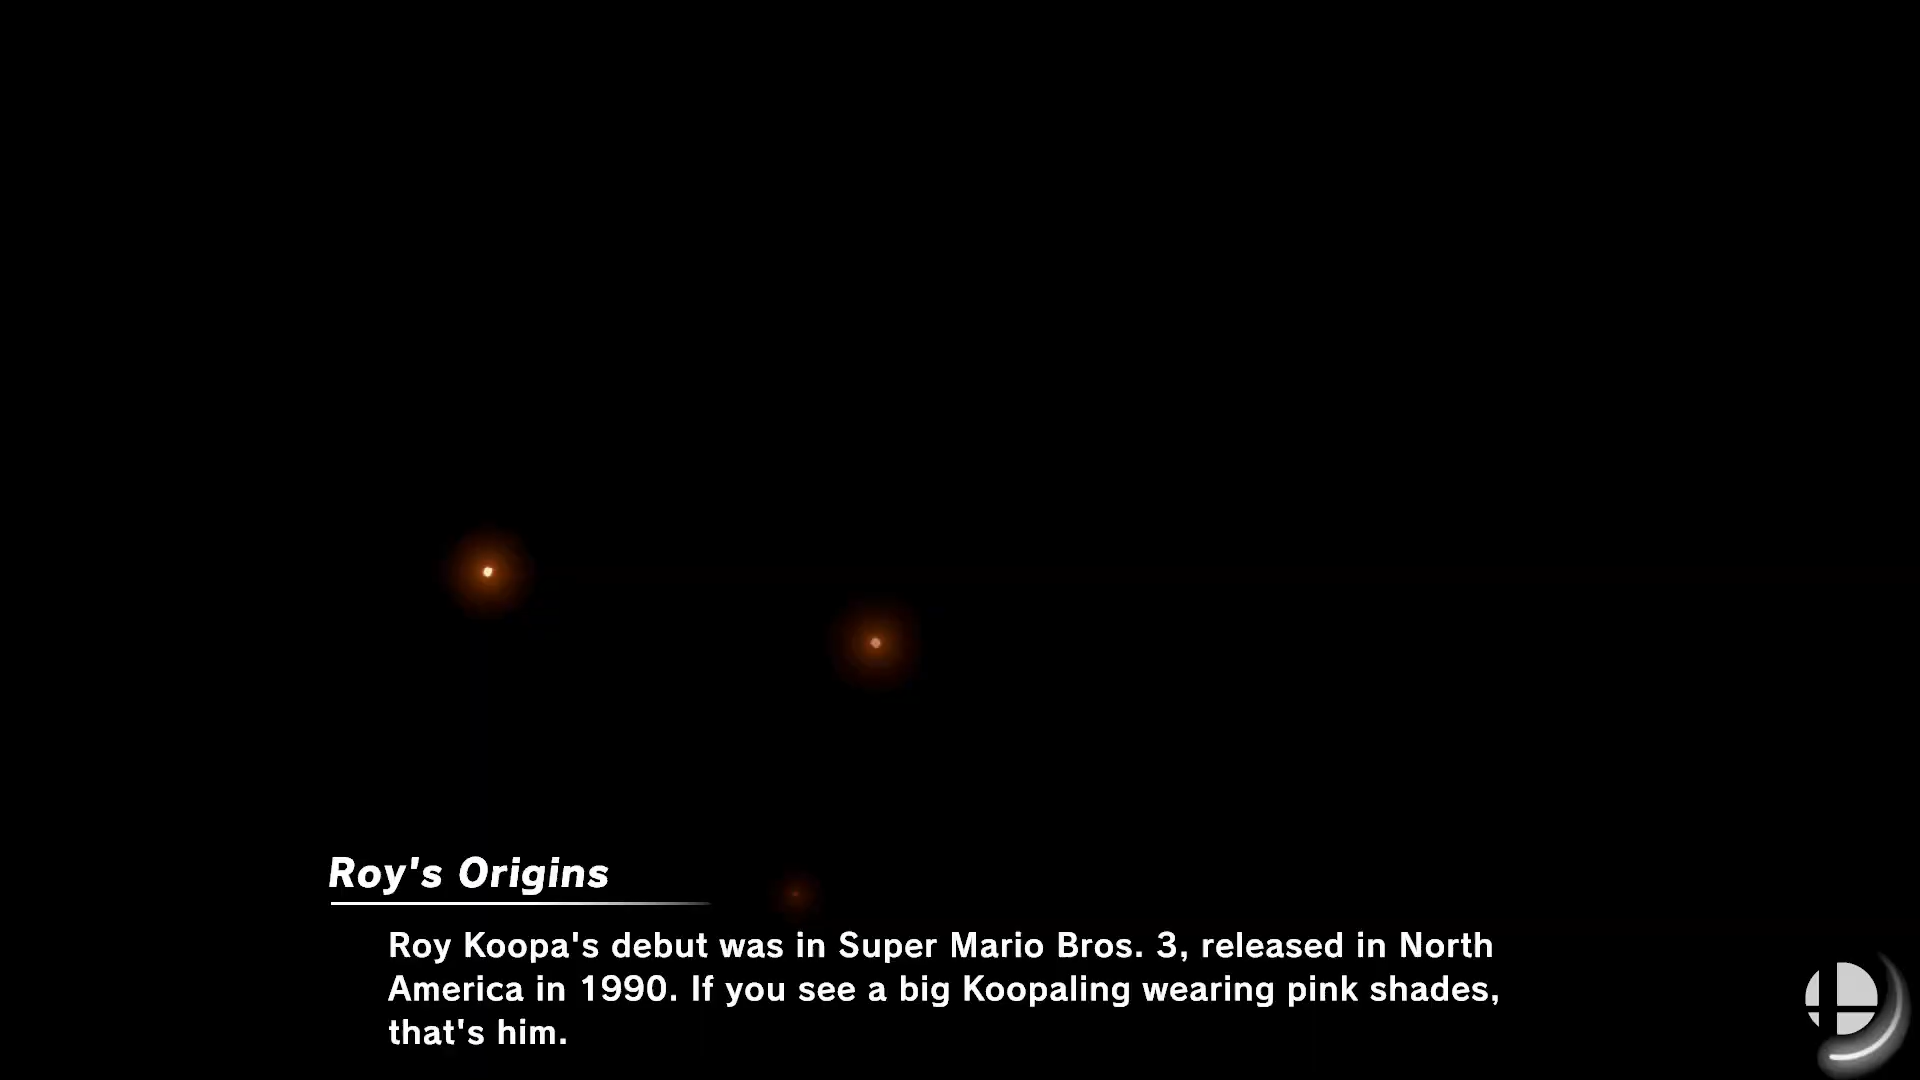 Roy's Origins
Roy Koopa's debut was in Super Mario Bros. 3, released in North
America in 1990. If you see a big Koopaling wearing pink shades,
that's him.